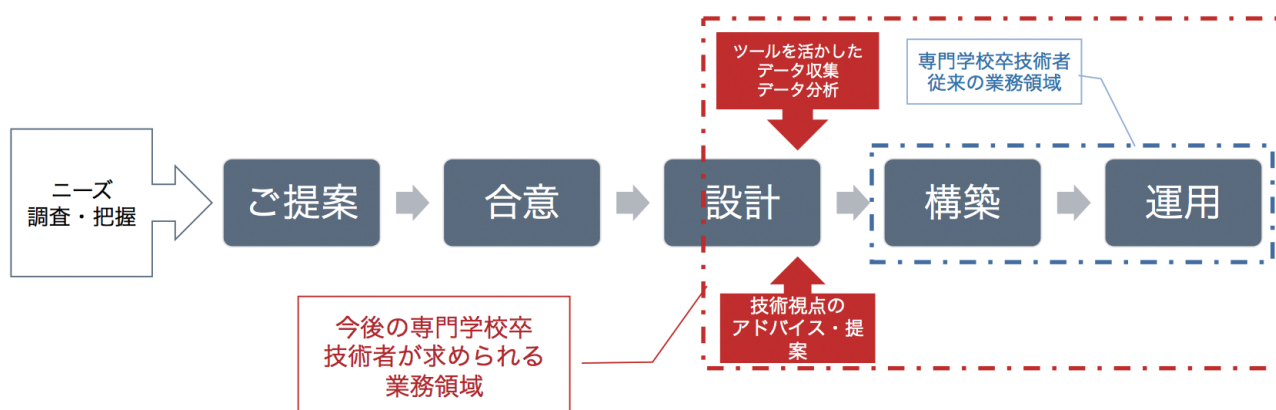 ツールを活かした
データ収集
データ分析
専門学校卒技術者
従来の業務領域
ニーズ
調査・把握
ご提案
合意
設計
構築
運用
今後の専門学校卒
技術者が求められる
業務領域
技術視点の
アドバイス・提
案